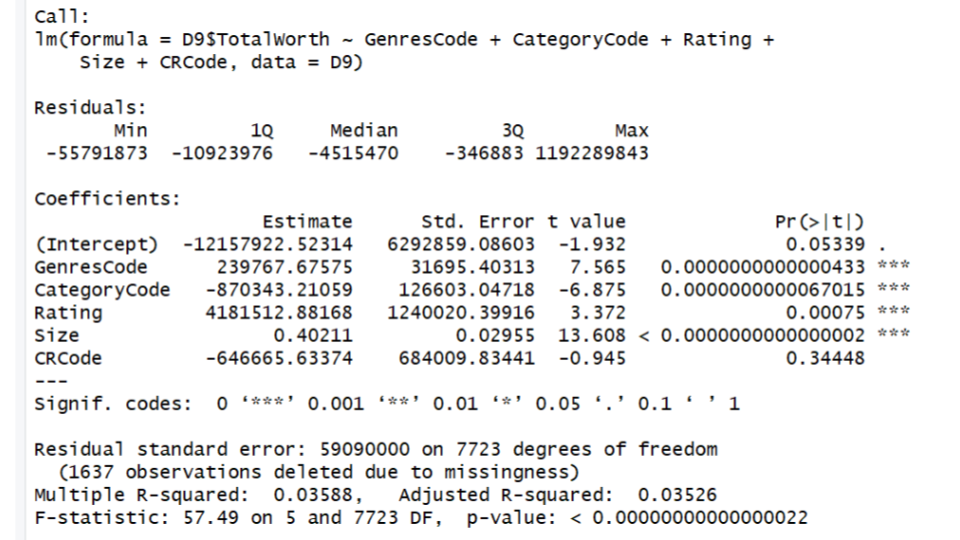 Call:
lm(formula = D9$TotalWorth ~ GenresCode + CategoryCode + Rating +
    Size + CRCode, data = D9)
Residuals:
Min 1Q Median 3Q Max
-55791873 -10923976 -4515470 -346883 1192289843
Coefficients:
Estimate Std. Error t value Pr(>|t|)
(Intercept) -12157922.52314 6292859.08603 -1.932 0.05339 .
GenresCode 239767.67575 31695.40313 7.565 0.0000000000000433 ***
CategoryCode -870343.21059 126603.04718 -6.875 0.0000000000067015 ***
Rating 4181512.88168 1240020.39916 3.372 0.00075 ***
Size 0.40211 0.02955 13.608 < 0.0000000000000002 ***
CRCode -646665.63374 684009.83441 -0.945 0.34448
---
Signif. codes:  0 ‘***’ 0.001 ‘**’ 0.01 ‘*’ 0.05 ‘.’ 0.1 ‘ ’ 1
Residual standard error: 59090000 on 7723 degrees of freedom
  (1637 observations deleted due to missingness)
Multiple R-squared:  0.03588,   Adjusted R-squared:  0.03526
F-statistic: 57.49 on 5 and 7723 DF,  p-value: < 0.00000000000000022